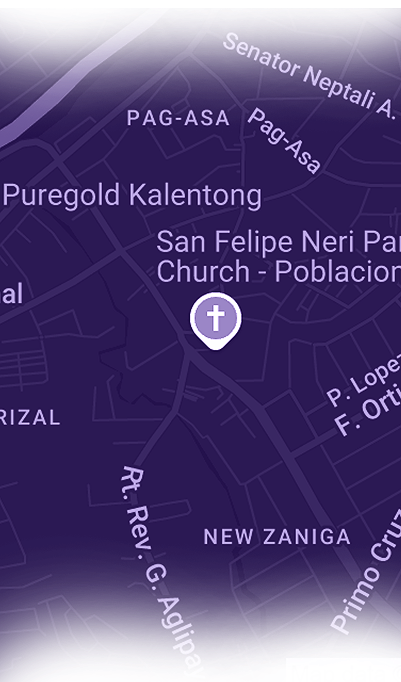 Senator Neptali A.
PAG-ASA
Pag-Asa
Puregold Kalentong
San Felipe Neri Par
Church - Poblacion
al
P. Lopez
F. Orti
RIZAL
Rt. Rev. G. Aglipay
NEW ZANIGA
Primo Cruz